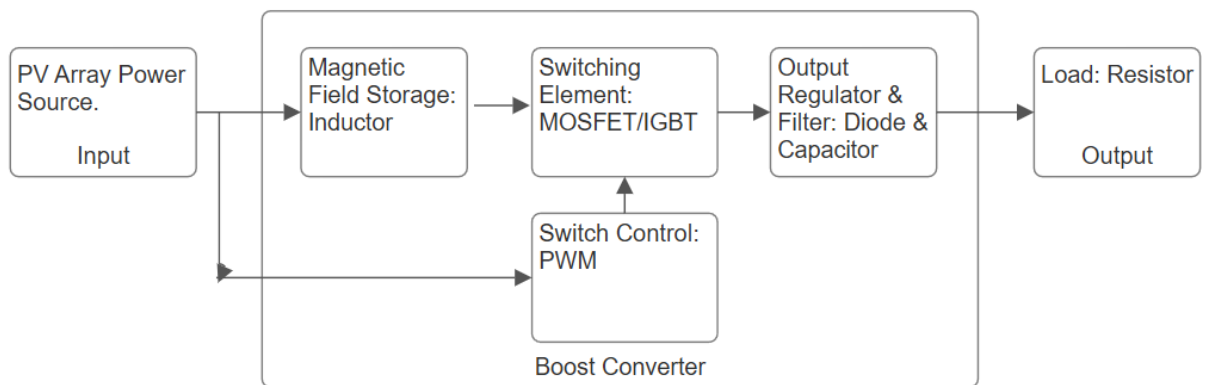 PV Array Power
Source.
Input
Magnetic
Field Storage:
Inductor
Switching
Element:
MOSFET/IGBT
Output
Regulator &
Filter: Diode &
Capacitor
Load: Resistor
Output
Switch Control:
PWM
Boost Converter